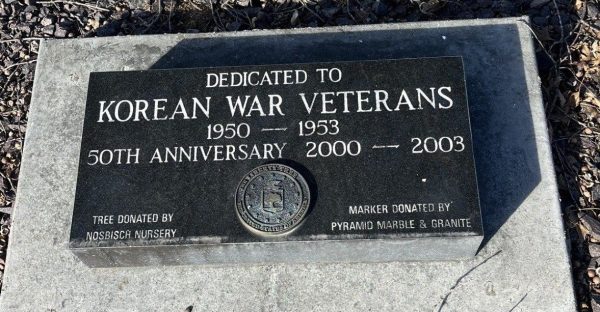 DEDICATED TO
KOREAN WAR VETERANS
1950 — 1953
50TH ANNIVERSARY 2000 — 2003
TREE DONATED BY
NOSBISCH NURSERY
MARKER DONATED BY
PYRAMID MARBLE & GRANITE